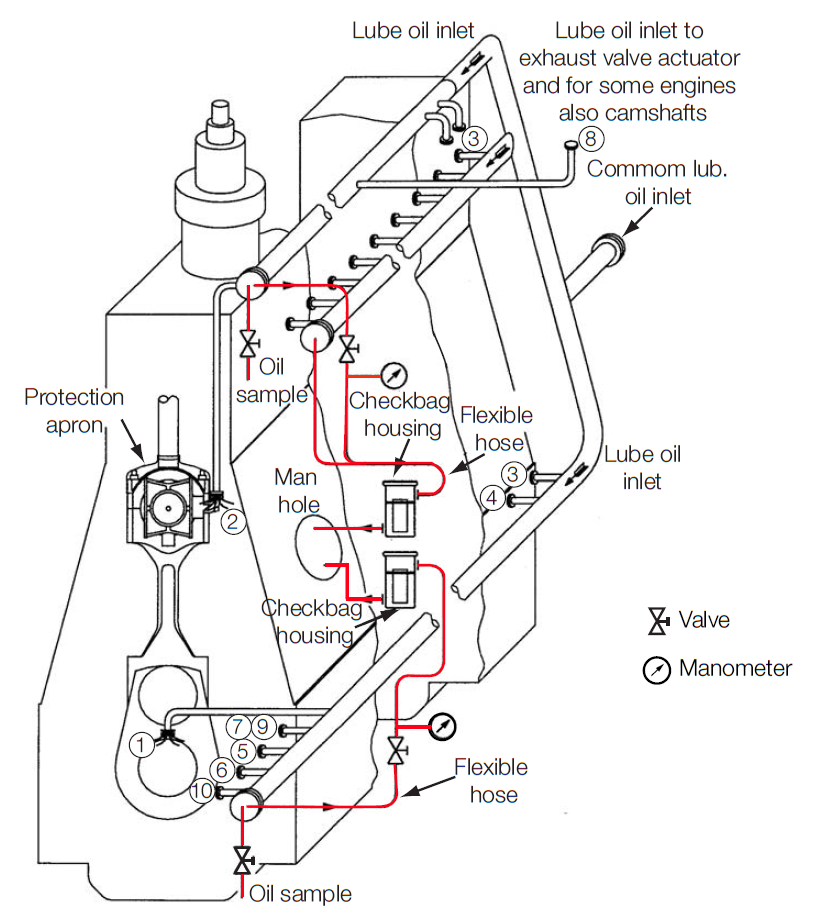 Lube oil inlet
Lube oil inlet to
exhaust valve actuator
and for some engines
also camshafts
3
8
Commom lub.
oil inlet
Oil
sample
Protection
apron
Checkbag
housing
Flexible
hose
Lube oil
inlet
Man
hole
3
4
2
Checkbag
housing
Valve
Manometer
1
7
9
5
6
10
Flexible
hose
Oil sample